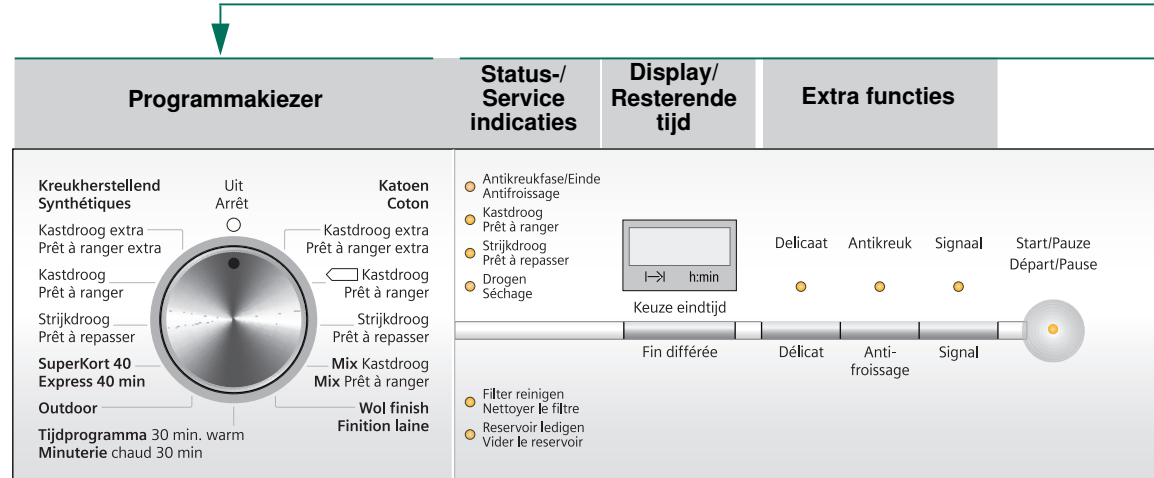 Programmakiezer
Status-/
Service
indicaties
Display/
Resterende
tijd
Extra functies
Kreukherstellend
Synthétiques
Kastdroog extra
Prêt à ranger extra
Kastdroog
Prêt à ranger
Strijkdroog
Prêt à repasser
SuperKort 40
Express 40 min
Outdoor
Tijdprogramma 30 min. warm
Minuterie chaud 30 min
Uit
Arrêt
Katoen
Coton
Kastdroog extra
Prêt à ranger extra
Kastdroog
Prêt à ranger
Strijkdroog
Prêt à repasser
Mix Kastdroog
Mix Prêt à ranger
Wol finish
Finition laine
Antikreukfase/Einde
Antifroissage
Kastdroog
Prêt à ranger
Strijkdroog
Prêt à repasser
Drogen
Séchage
Filter reinigen
Nettoyer le filtre
Reservoir ledigen
Vider le reservoir
h:min
Keuze eindtijd
Fin différée
Delicaat
Délicat
Antikreuk
Anti-
froissage
Signaal
Signal
Start/Pauze
Départ/Pause